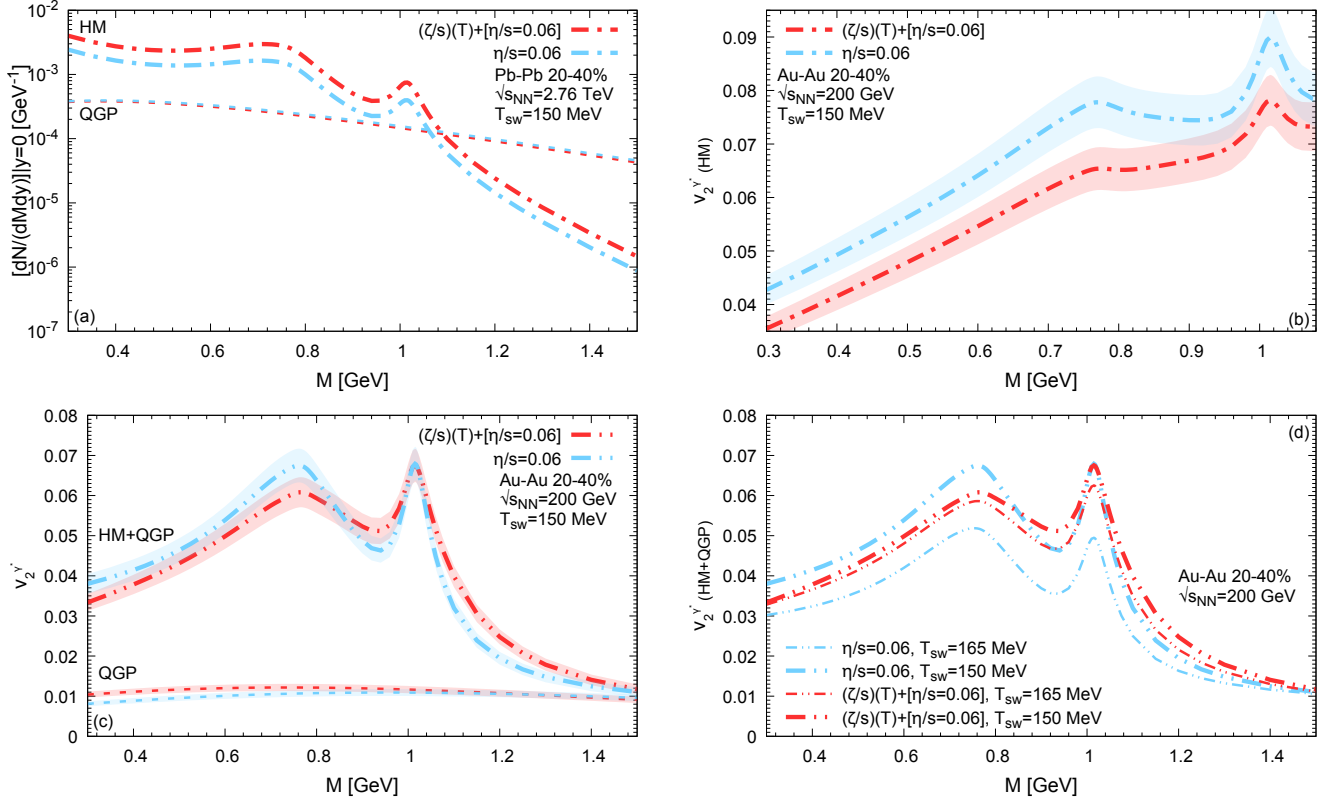 HM
(ζ/s)(T)+[η/s=0.06]
η/s=0.06
Pb-Pb 20-40%
√sNN=2.76 TeV
Tsw=150 MeV
QGP
[dN/(dMdy)]|y=0 [GeV⁻¹]
10⁻²
10⁻³
10⁻⁴
10⁻⁵
10⁻⁶
10⁻⁷
(a)
0.4 0.6 0.8 1 1.2 1.4
M [GeV]
(ζ/s)(T)+[η/s=0.06]
η/s=0.06
Au-Au 20-40%
√sNN=200 GeV
Tsw=150 MeV
v₂^γ* (HM)
0.09
0.08
0.07
0.06
0.05
0.04
(b)
0.3 0.4 0.5 0.6 0.7 0.8 0.9 1
M [GeV]
(ζ/s)(T)+[η/s=0.06]
η/s=0.06
Au-Au 20-40%
√sNN=200 GeV
Tsw=150 MeV
HM+QGP
QGP
v₂^γ*
0.08
0.07
0.06
0.05
0.04
0.03
0.02
0.01
0
(c)
0.4 0.6 0.8 1 1.2 1.4
M [GeV]
(d)
Au-Au 20-40%
√sNN=200 GeV
η/s=0.06, Tsw=165 MeV
η/s=0.06, Tsw=150 MeV
(ζ/s)(T)+[η/s=0.06], Tsw=165 MeV
(ζ/s)(T)+[η/s=0.06], Tsw=150 MeV
v₂^γ* (HM+QGP)
0.08
0.07
0.06
0.05
0.04
0.03
0.02
0.01
0
0.4 0.6 0.8 1 1.2 1.4
M [GeV]